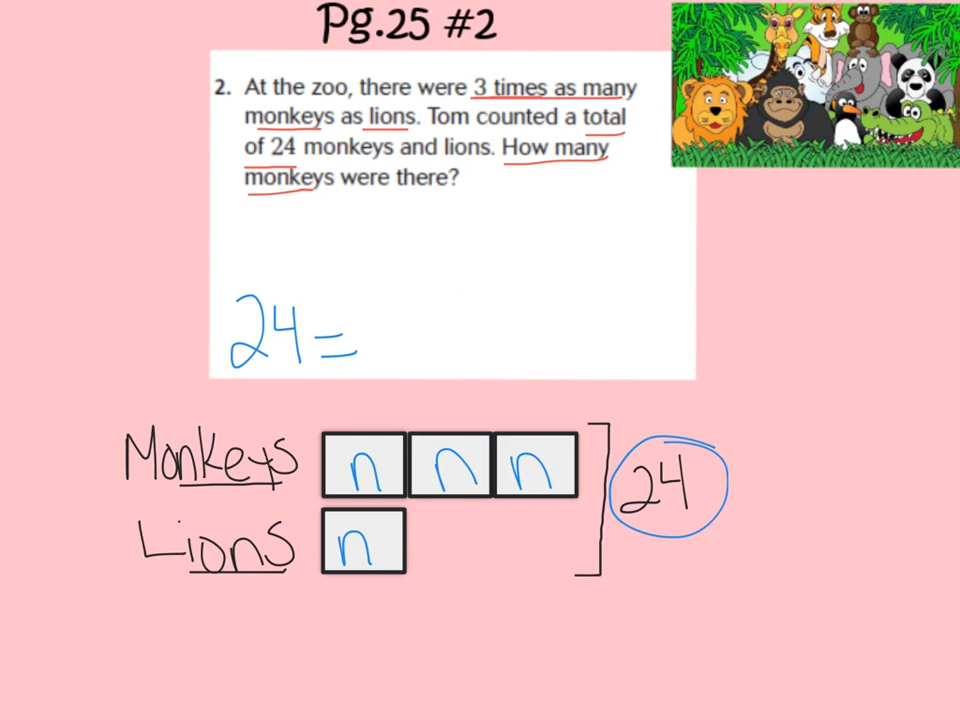 Pg.25 #2
2. At the zoo, there were 3 times as many
monkeys as lions. Tom counted a total
of 24 monkeys and lions. How many
monkeys were there?
24=
Monkeys n n n
24
Lions n